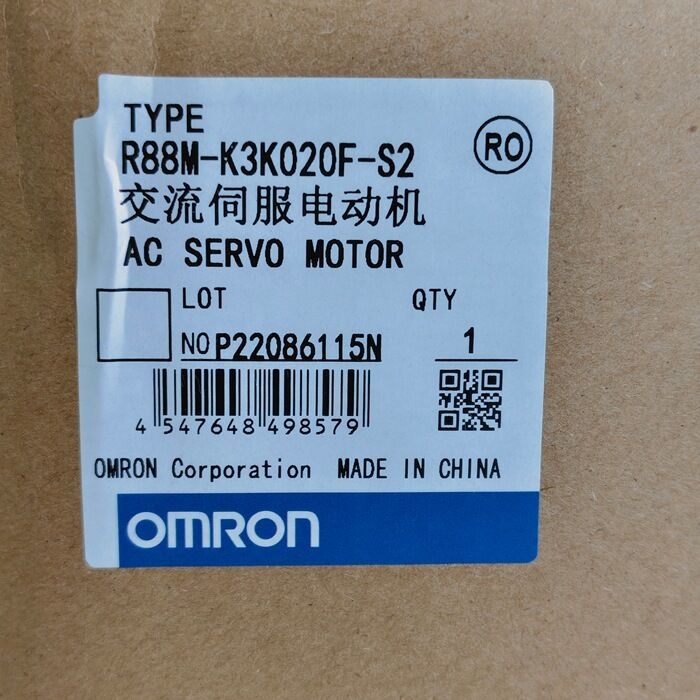 TYPE
R88M-K3K020F-S2
RO
交流伺服电动机
AC SERVO MOTOR
LOT
QTY
NO P22086115N
1
4 547648 498579
OMRON Corporation MADE IN CHINA
OMRON